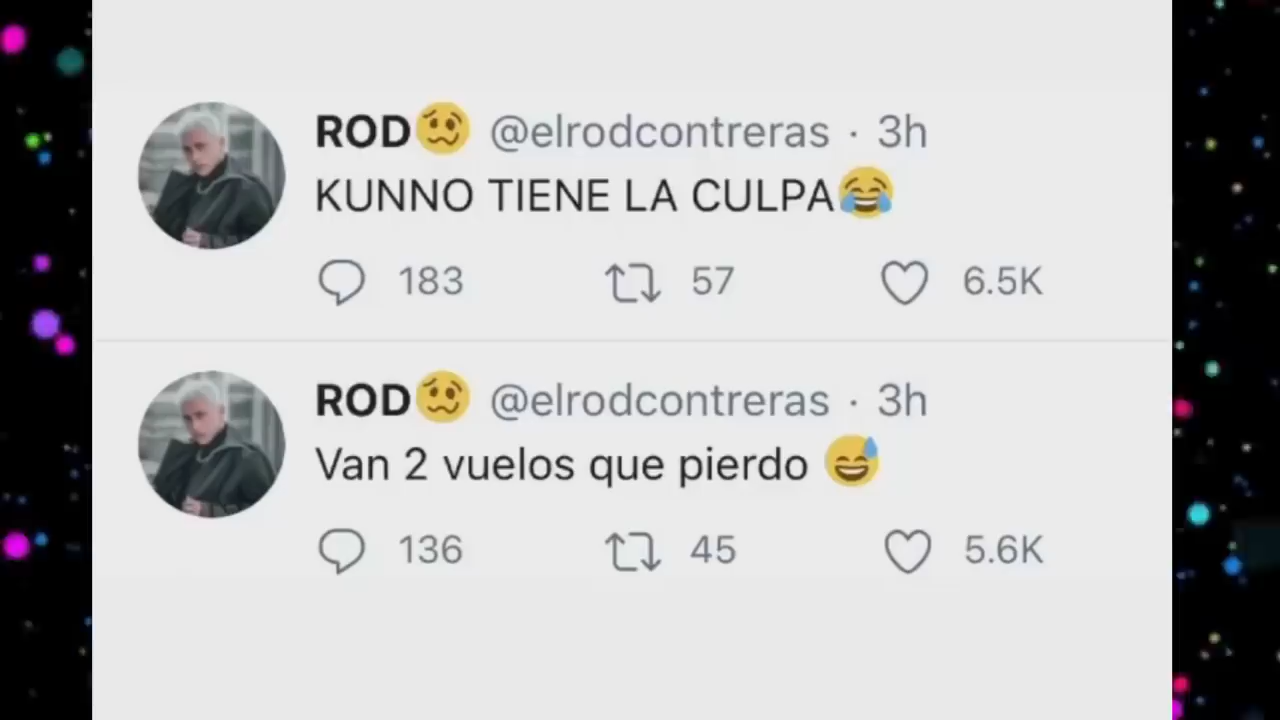 ROD🥴 @elrodcontreras · 3h
KUNNO TIENE LA CULPA😂
183 57 6.5K
ROD🥴 @elrodcontreras · 3h
Van 2 vuelos que pierdo 😅
136 45 5.6K